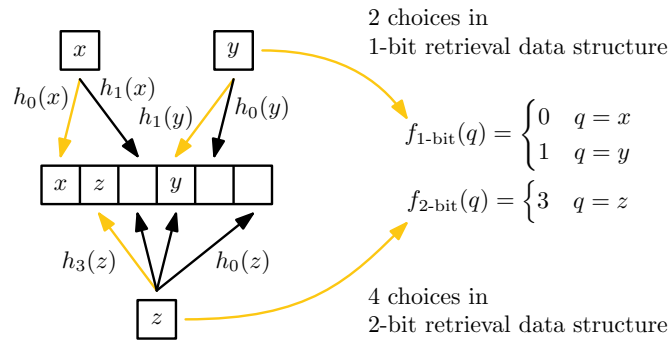 2 choices in
1-bit retrieval data structure
x
y
h₀(x)
h₁(x)
h₁(y)
h₀(y)
f₁₋bit(q) = { 0 q = x
1 q = y
x z y
f₂₋bit(q) = { 3 q = z
h₃(z)
h₀(z)
z
4 choices in
2-bit retrieval data structure